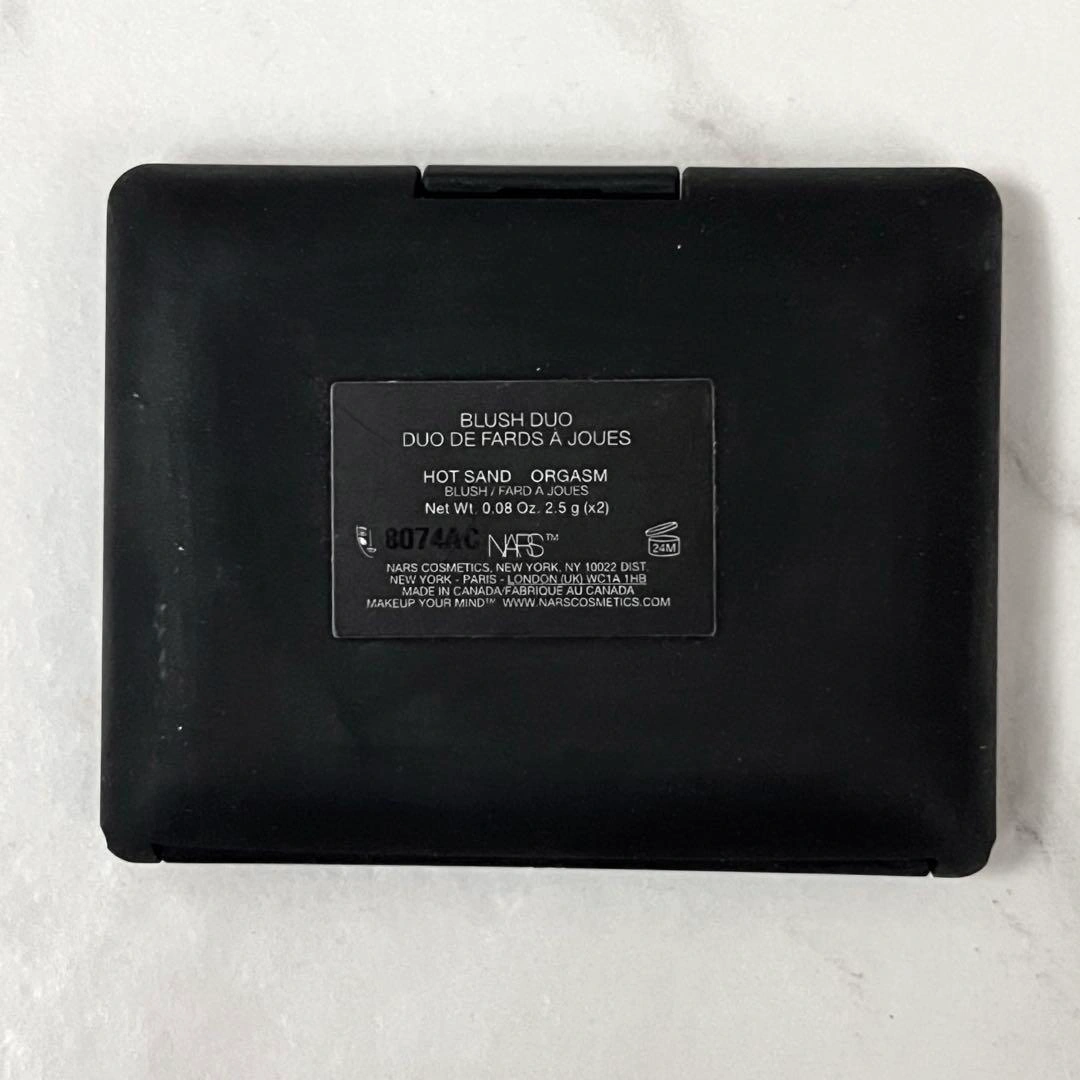 BLUSH DUO
DUO DE FARDS À JOUES
HOT SAND ORGASM
BLUSH / FARD A JOUES
Net Wt. 0.08 Oz. 2.5 g (x2)
8074AC NARS™ 24M
NARS COSMETICS, NEW YORK, NY 10022 DIST.
NEW YORK - PARIS - LONDON (UK) WC1A 1HB
MADE IN CANADA/FABRIQUE AU CANADA
MAKEUP YOUR MIND™ WWW.NARSCOSMETICS.COM